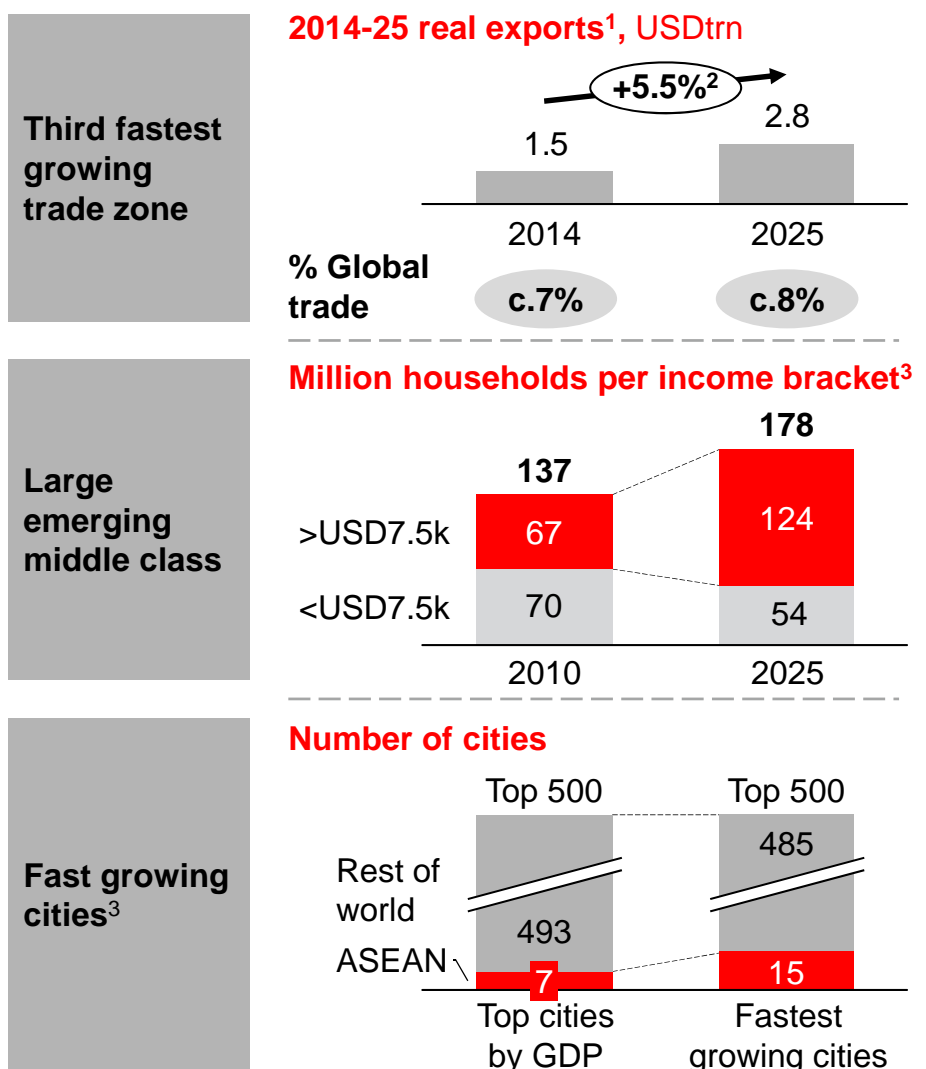 Third fastest
growing
trade zone
2014-25 real exports¹, USDtrn
+5.5%²
1.5
2.8
2014
2025
% Global
trade
c.7%
c.8%
Large
emerging
middle class
Million households per income bracket³
137
178
>USD7.5k
67
124
<USD7.5k
70
54
2010
2025
Fast growing
cities³
Number of cities
Top 500
Top 500
Rest of
world
493
485
ASEAN
7
15
Top cities
by GDP
Fastest
growing cities